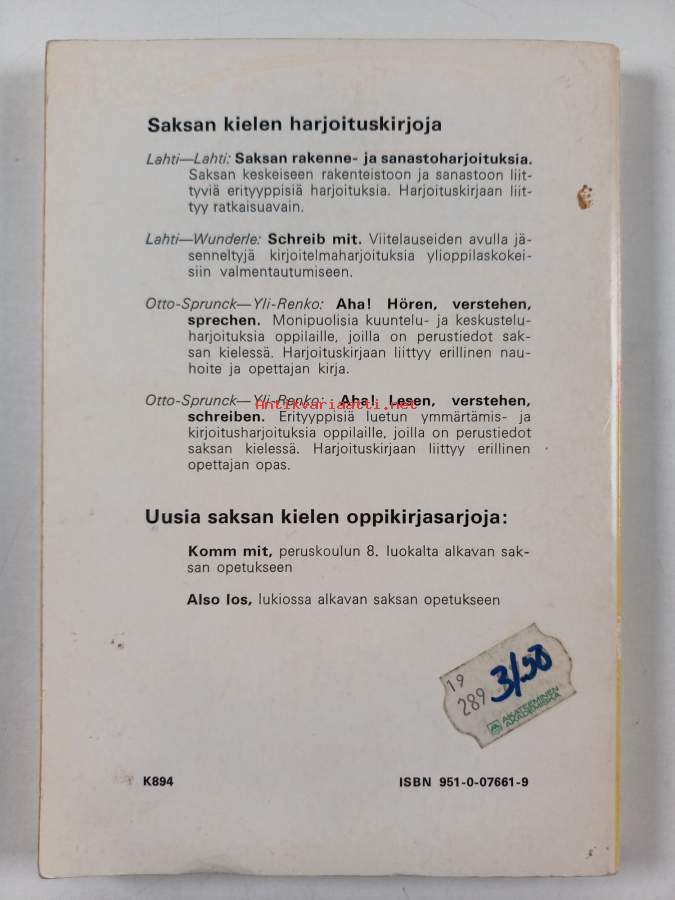 Saksan kielen harjoituskirjoja
Lahti—Lahti: Saksan rakenne- ja sanastoharjoituksia.
Saksan keskeiseen rakenteistoon ja sanastoon liit-
tyviä erityyppisiä harjoituksia. Harjoituskirjaan liit-
tyy ratkaisuavain.
Lahti—Wunderle: Schreib mit. Viitelauseiden avulla jä-
senneltyjä kirjoitelmaharjoituksia ylioppilaskokei-
siin valmentautumiseen.
Otto-Sprunck—Yli-Renko: Aha! Hören, verstehen,
sprechen. Monipuolisia kuuntelu- ja keskustelu-
harjoituksia oppilaille, joilla on perustiedot sak-
san kielessä. Harjoituskirjaan liittyy erillinen nau-
hoite ja opettajan kirja.
Otto-Sprunck—Yli-Renko: Aha! Lesen, verstehen,
Antikvariaatti.net
schreiben. Erityyppisiä luetun ymmärtämis- ja
kirjoitusharjoituksia oppilaille, joilla on perustiedot
saksan kielessä. Harjoituskirjaan liittyy erillinen
opettajan opas.
Uusia saksan kielen oppikirjasarjoja:
Komm mit, peruskoulun 8. luokalta alkavan sak-
san opetukseen
Also los, lukiossa alkavan saksan opetukseen
19
289
3/50
AKATEEMINEN
AKADEMISKA
K894
ISBN 951-0-07661-9